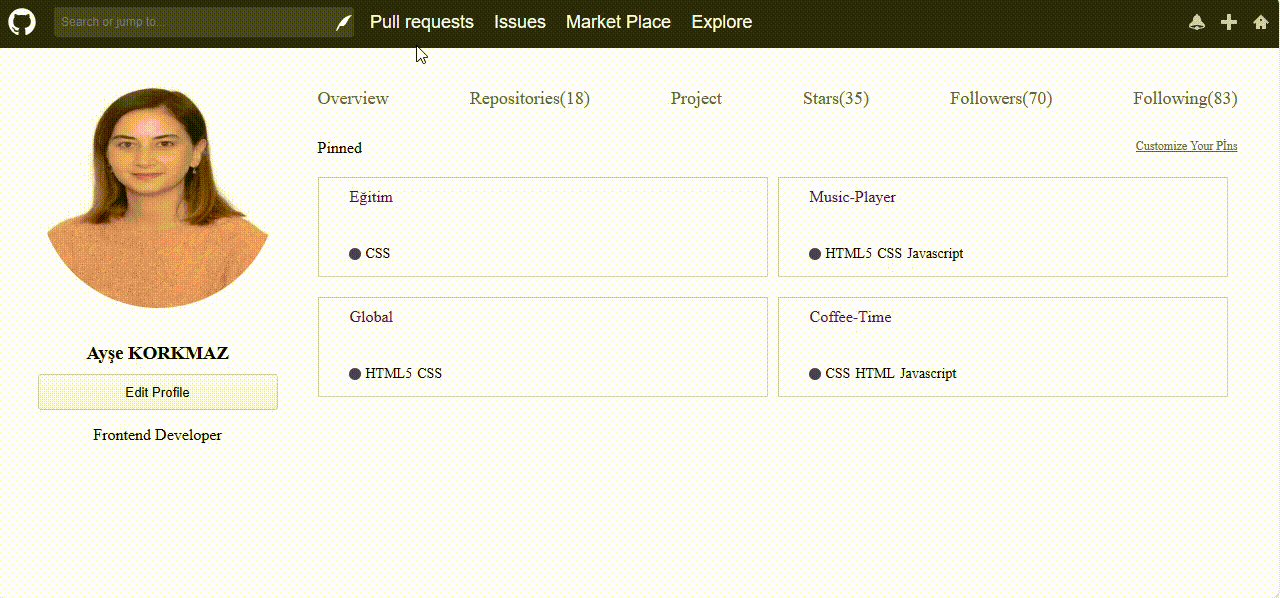 Search or jump to... Pull requests Issues Market Place Explore
Overview Repositories(18) Project Stars(35) Followers(70) Following(83)
Pinned Customize Your Pİns
Eğitim
CSS
Music-Player
HTML5 CSS Javascript
Global
HTML5 CSS
Coffee-Time
CSS HTML Javascript
Ayşe KORKMAZ
Edit Profile
Frontend Developer